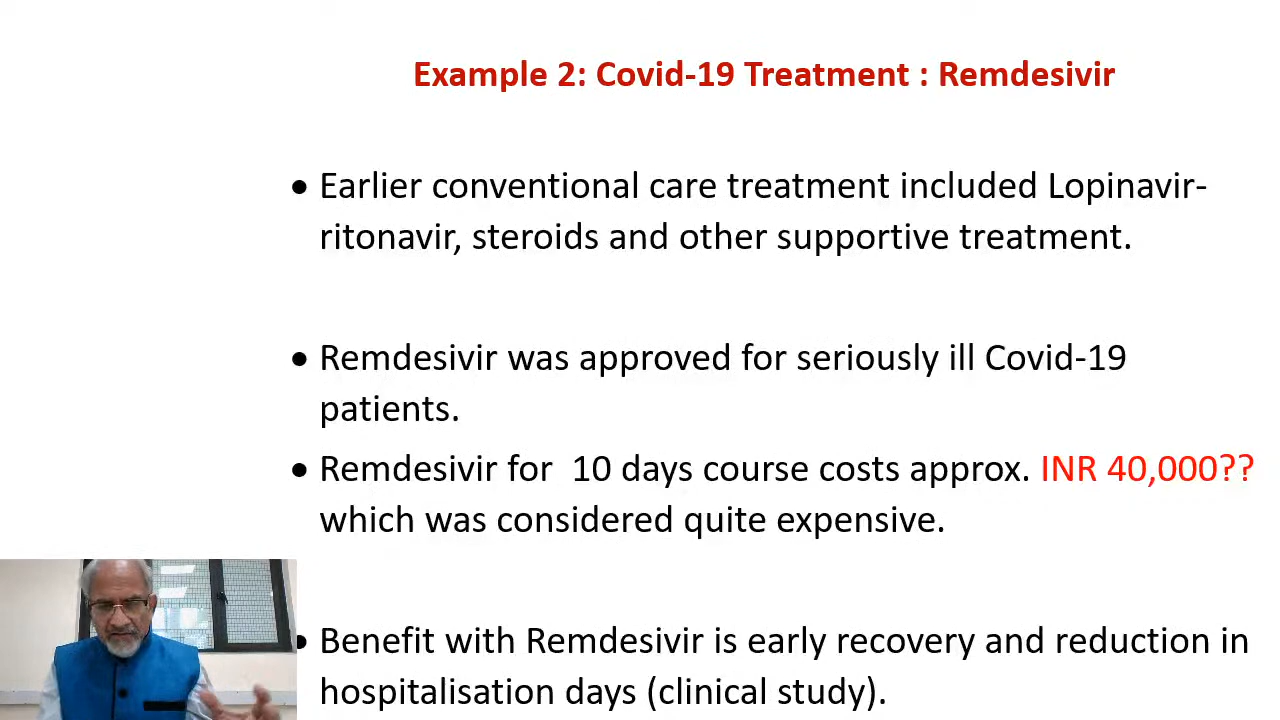 Example 2: Covid-19 Treatment : Remdesivir
• Earlier conventional care treatment included Lopinavir-
ritonavir, steroids and other supportive treatment.
• Remdesivir was approved for seriously ill Covid-19
patients.
• Remdesivir for 10 days course costs approx. INR 40,000??
which was considered quite expensive.
• Benefit with Remdesivir is early recovery and reduction in
hospitalisation days (clinical study).